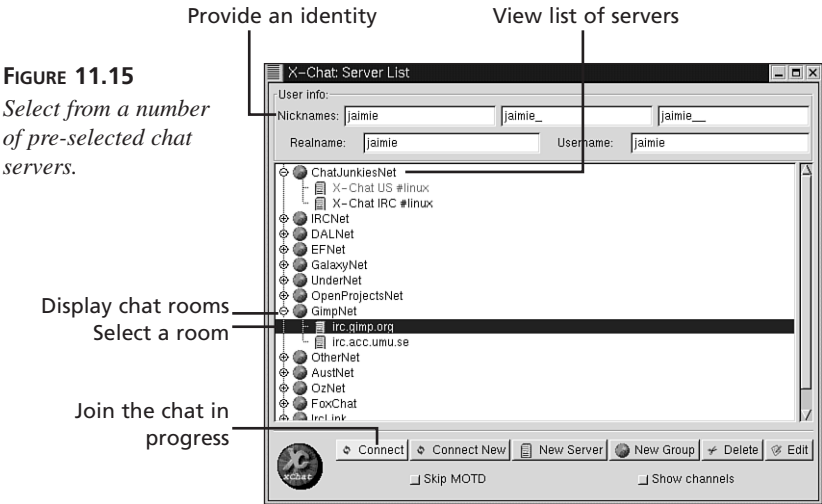 Provide an identity
View list of servers
FIGURE 11.15
Select from a number
of pre-selected chat
servers.
X-Chat: Server List
User info:
Nicknames: jaimie jaimie_ jaimie__
Realname: jaimie Username: jaimie
ChatJunkiesNet
X-Chat US #linux
X-Chat IRC #linux
IRCNet
DALNet
EFNet
GalaxyNet
UnderNet
OpenProjectsNet
Display chat rooms
GimpNet
Select a room
irc.gimp.org
irc.acc.umu.se
OtherNet
AustNet
OzNet
FoxChat
IrcLink
Join the chat in
progress
Connect Connect New New Server New Group Delete Edit
xChat
Skip MOTD Show channels